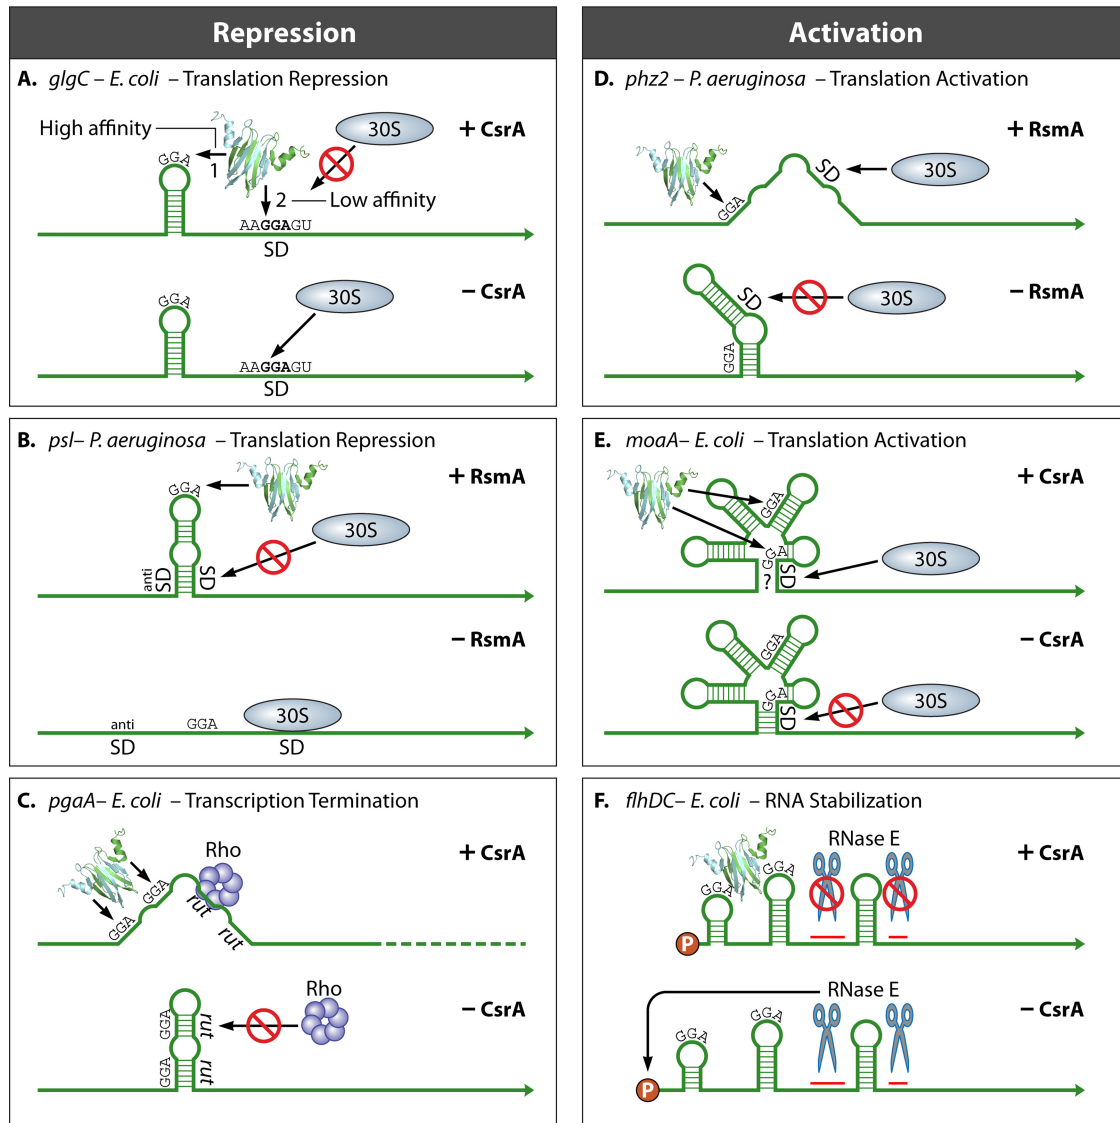 Repression
A. glgC – E. coli – Translation Repression
+ CsrA
High affinity
30S
GGA
1
2
Low affinity
AAGGAGU
SD
– CsrA
30S
GGA
AAGGAGU
SD
B. psl– P. aeruginosa – Translation Repression
+ RsmA
GGA
30S
anti
SD
SD
– RsmA
anti
SD
GGA
30S
SD
C. pgaA– E. coli – Transcription Termination
+ CsrA
Rho
GGA
GGA
rut
rut
– CsrA
Rho
GGA
rut
GGA
rut
Activation
D. phz2 – P. aeruginosa – Translation Activation
+ RsmA
SD
30S
GGA
– RsmA
SD
30S
GGA
E. moaA– E. coli – Translation Activation
+ CsrA
GGA
GGA
G
?
SD
30S
– CsrA
GGA
GGA
SD
30S
F. flhDC– E. coli – RNA Stabilization
RNase E
+ CsrA
GGA
GGA
P
RNase E
– CsrA
GGA
GGA
P